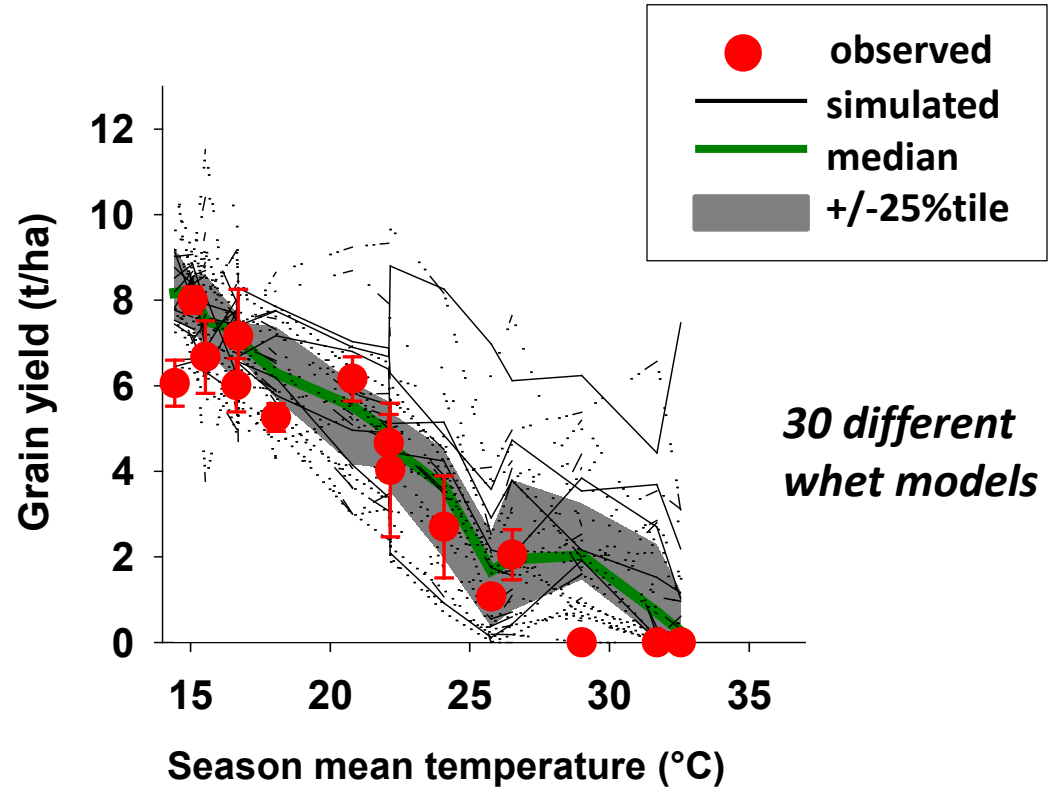 observed
simulated
median
+/-25%tile
12
10
8
6
4
2
0
Grain yield (t/ha)
30 different
whet models
15 20 25 30 35
Season mean temperature (°C)